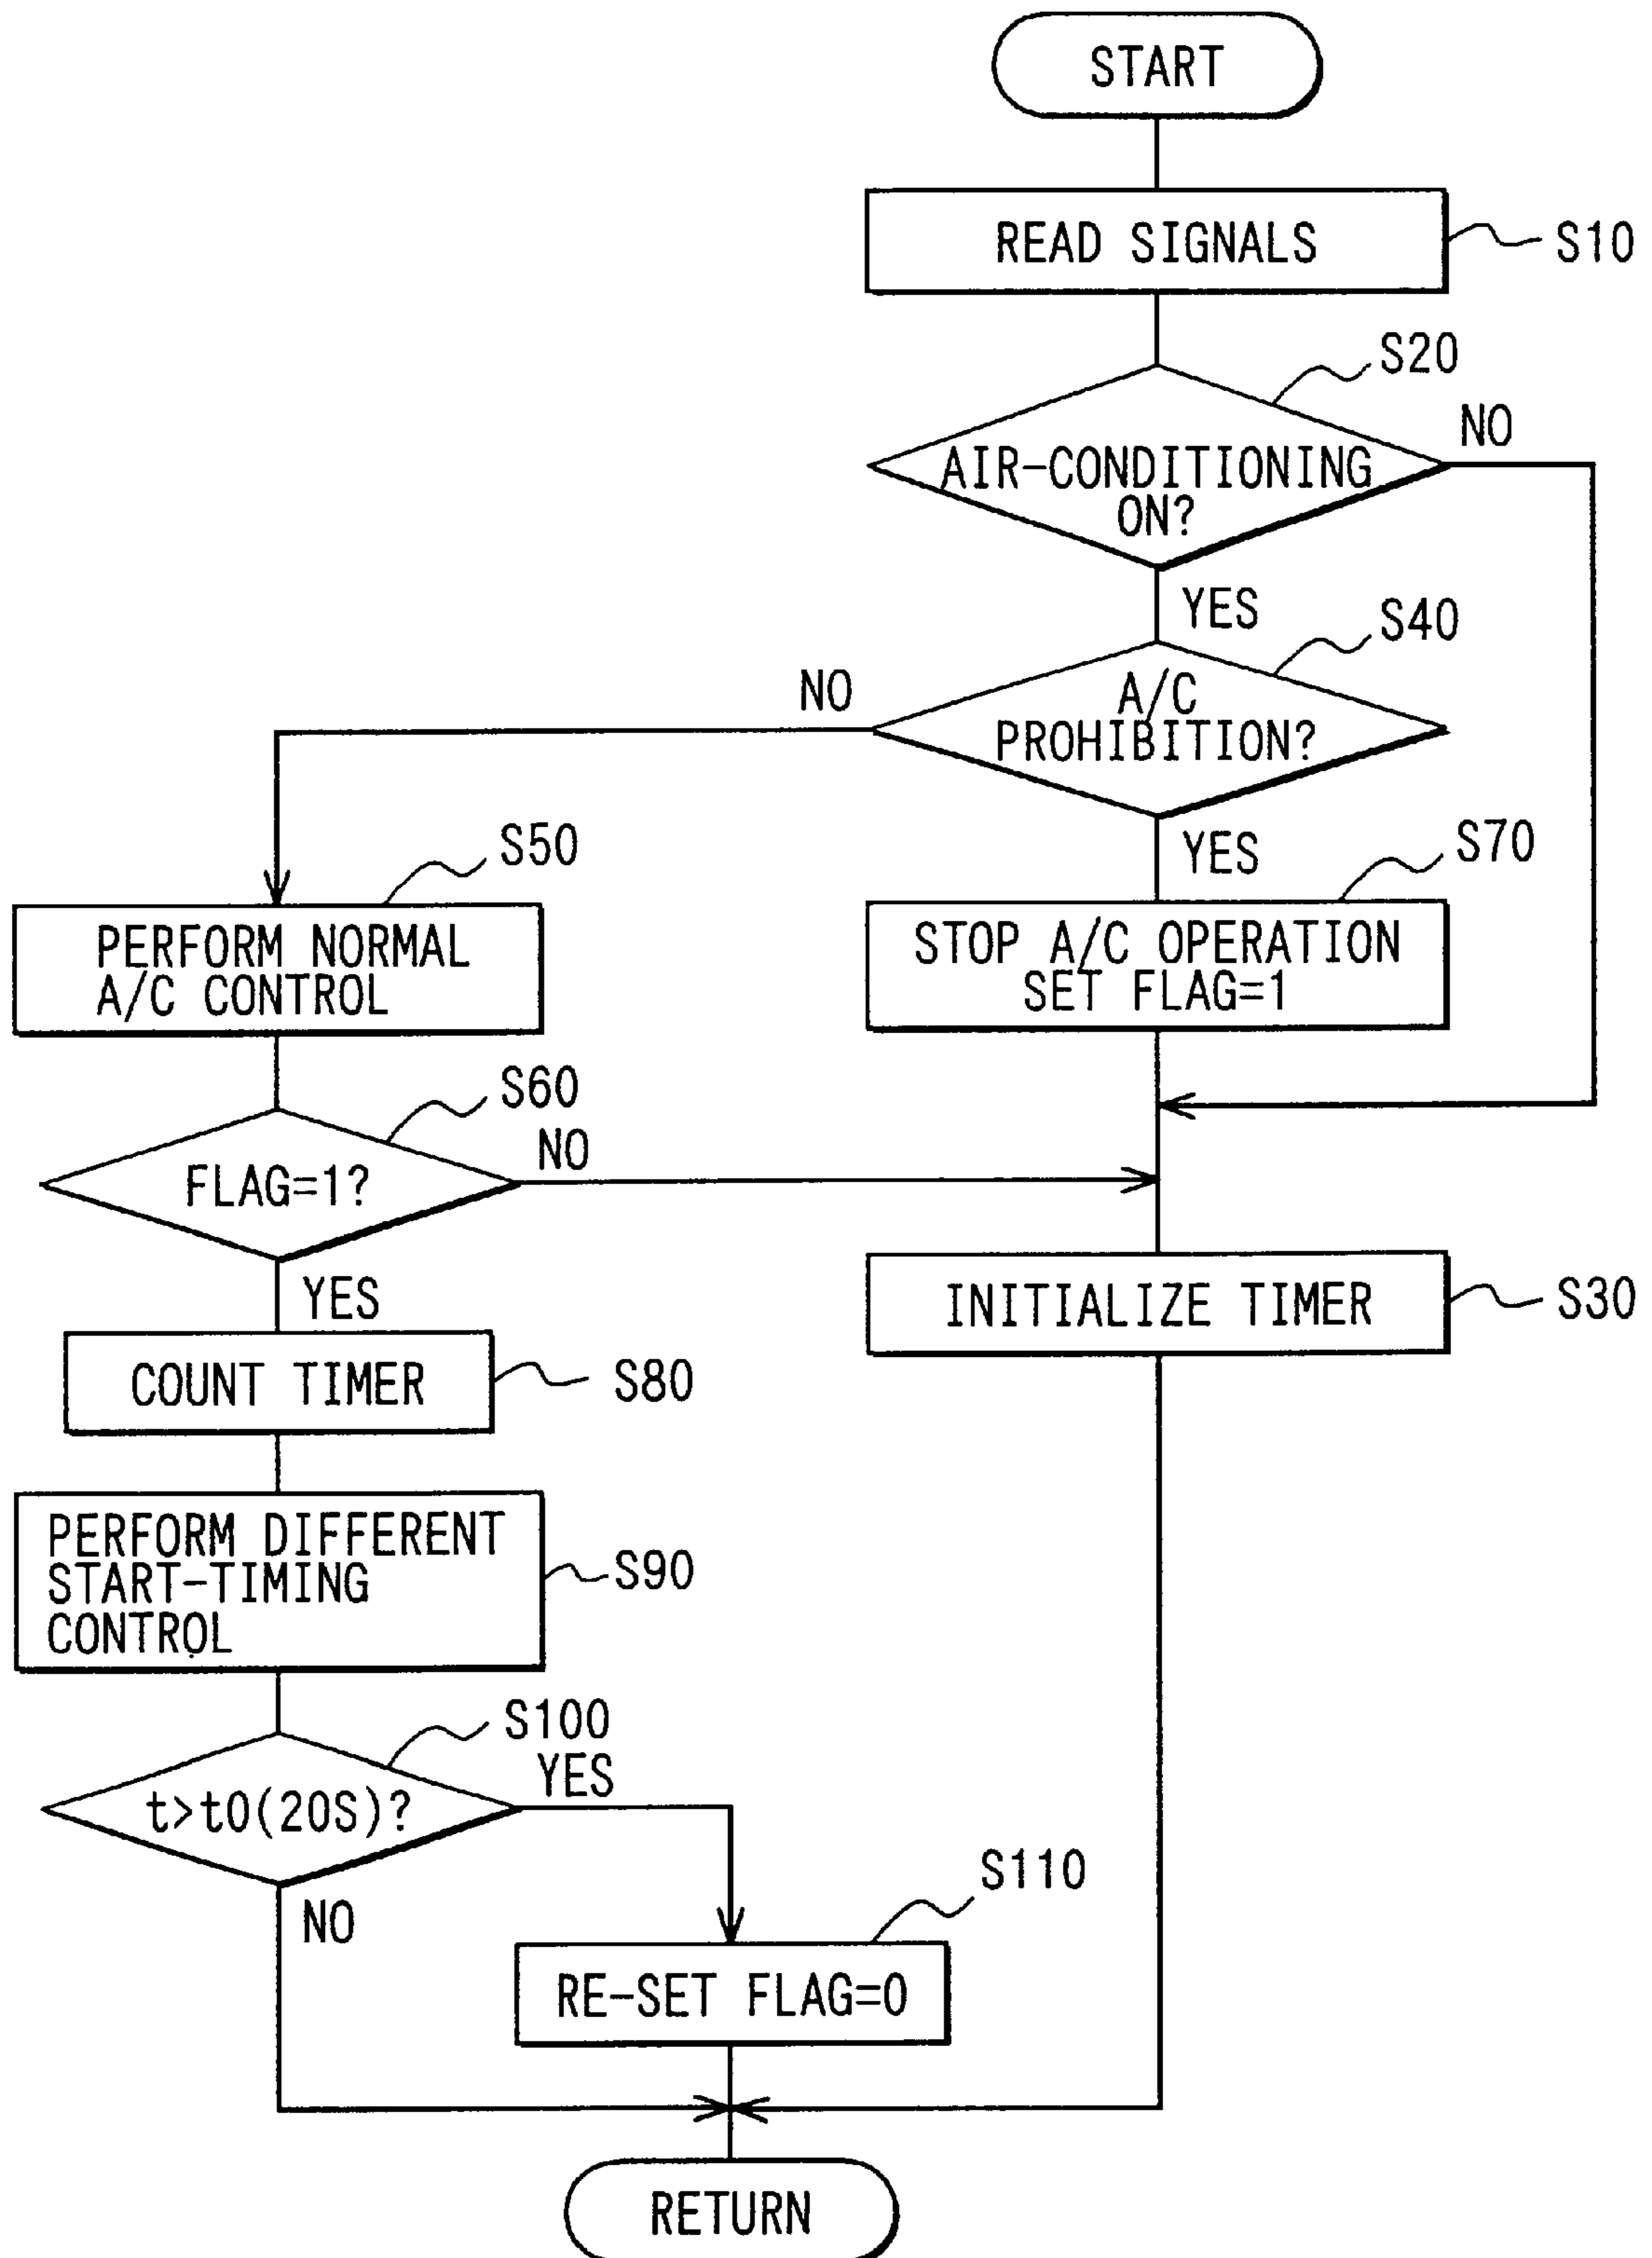 START
READ SIGNALS
S10
S20
NO
AIR-CONDITIONING
ON?
YES
S40
NO
A/C
PROHIBITION?
YES
S50
S70
PERFORM NORMAL
A/C CONTROL
STOP A/C OPERATION
SET FLAG=1
S60
NO
FLAG=1?
YES
INITIALIZE TIMER
S30
COUNT TIMER
S80
PERFORM DIFFERENT
START-TIMING
CONTROL
S90
S100
YES
t>t0(20S)?
NO
S110
RE-SET FLAG=0
RETURN